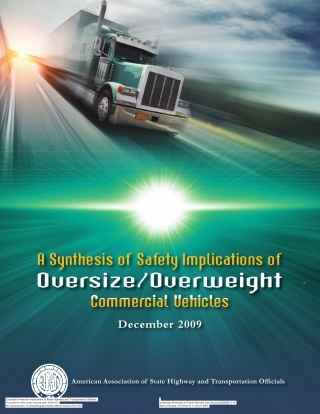 A Synthesis of Safety Implications of
Oversize/Overweight
Commercial Vehicles
December 2009
American Association of State Highway and Transportation Officials